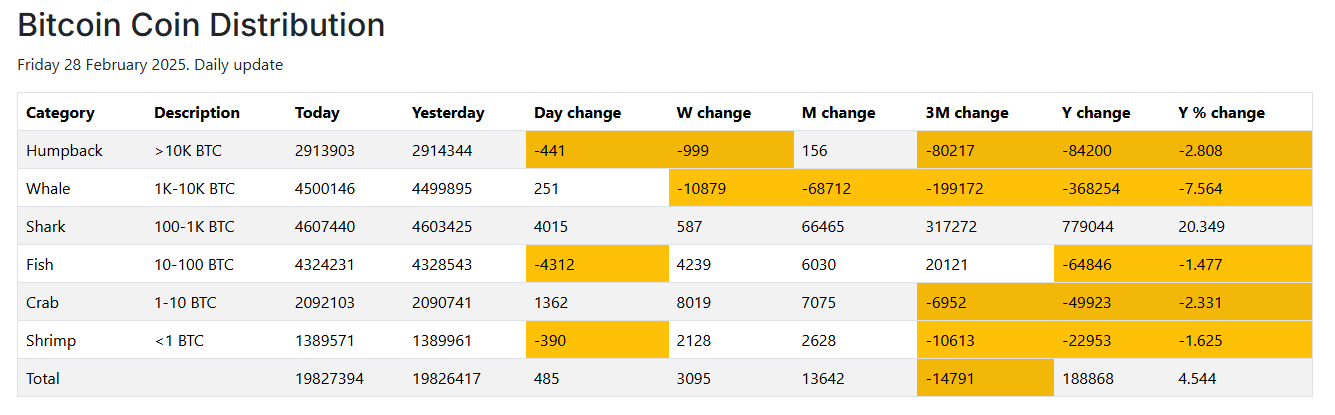 Bitcoin Coin Distribution
Friday 28 February 2025. Daily update
Category Description Today Yesterday Day change W change M change 3M change Y change Y % change
Humpback >10K BTC 2913903 2914344 -441 -999 156 -80217 -84200 -2.808
Whale 1K-10K BTC 4500146 4499895 251 -10879 -68712 -199172 -368254 -7.564
Shark 100-1K BTC 4607440 4603425 4015 587 66465 317272 779044 20.349
Fish 10-100 BTC 4324231 4328543 -4312 4239 6030 20121 -64846 -1.477
Crab 1-10 BTC 2092103 2090741 1362 8019 7075 -6952 -49923 -2.331
Shrimp <1 BTC 1389571 1389961 -390 2128 2628 -10613 -22953 -1.625
Total 19827394 19826417 485 3095 13642 -14791 188868 4.544